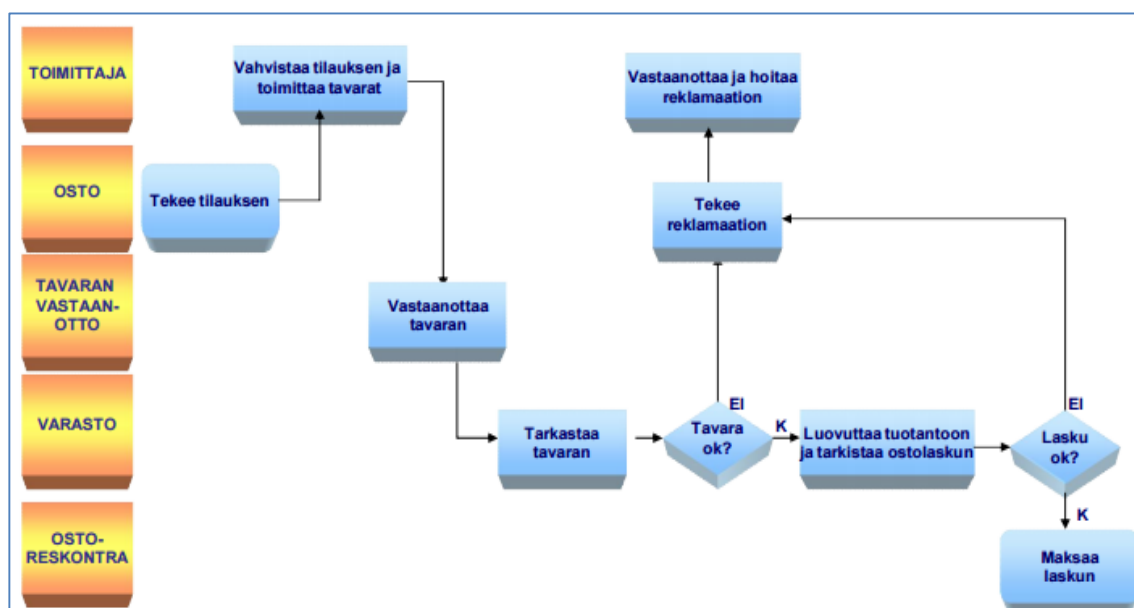 TOIMITTAJA
Vahvistaa tilauksen ja
toimittaa tavarat
Vastaanottaa ja hoitaa
reklamaation
OSTO
Tekee tilauksen
Tekee
reklamaation
TAVARAN
VASTAAN-
OTTO
Vastaanottaa
tavaran
VARASTO
Tarkastaa
tavaran
Tavara
ok?
EI
K
Luovuttaa tuotantoon
ja tarkistaa ostolaskun
Lasku
ok?
EI
K
OSTO-
RESKONTRA
Maksaa
laskun